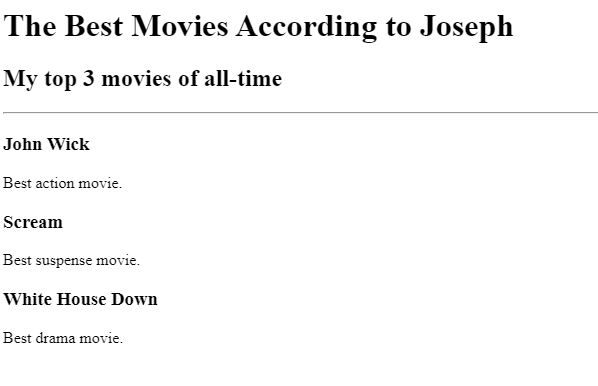 The Best Movies According to Joseph
My top 3 movies of all-time
John Wick
Best action movie.
Scream
Best suspense movie.
White House Down
Best drama movie.